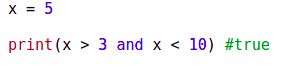 x = 5
print(x > 3 and x < 10) #true